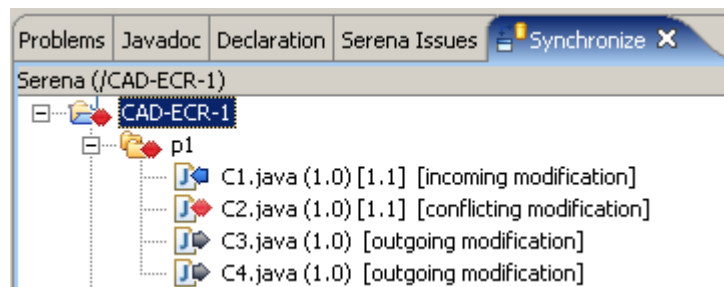 Problems Javadoc Declaration Serena Issues Synchronize
Serena (/CAD-ECR-1)
CAD-ECR-1
p1
C1.java (1.0) [1.1] [incoming modification]
C2.java (1.0) [1.1] [conflicting modification]
C3.java (1.0) [outgoing modification]
C4.java (1.0) [outgoing modification]